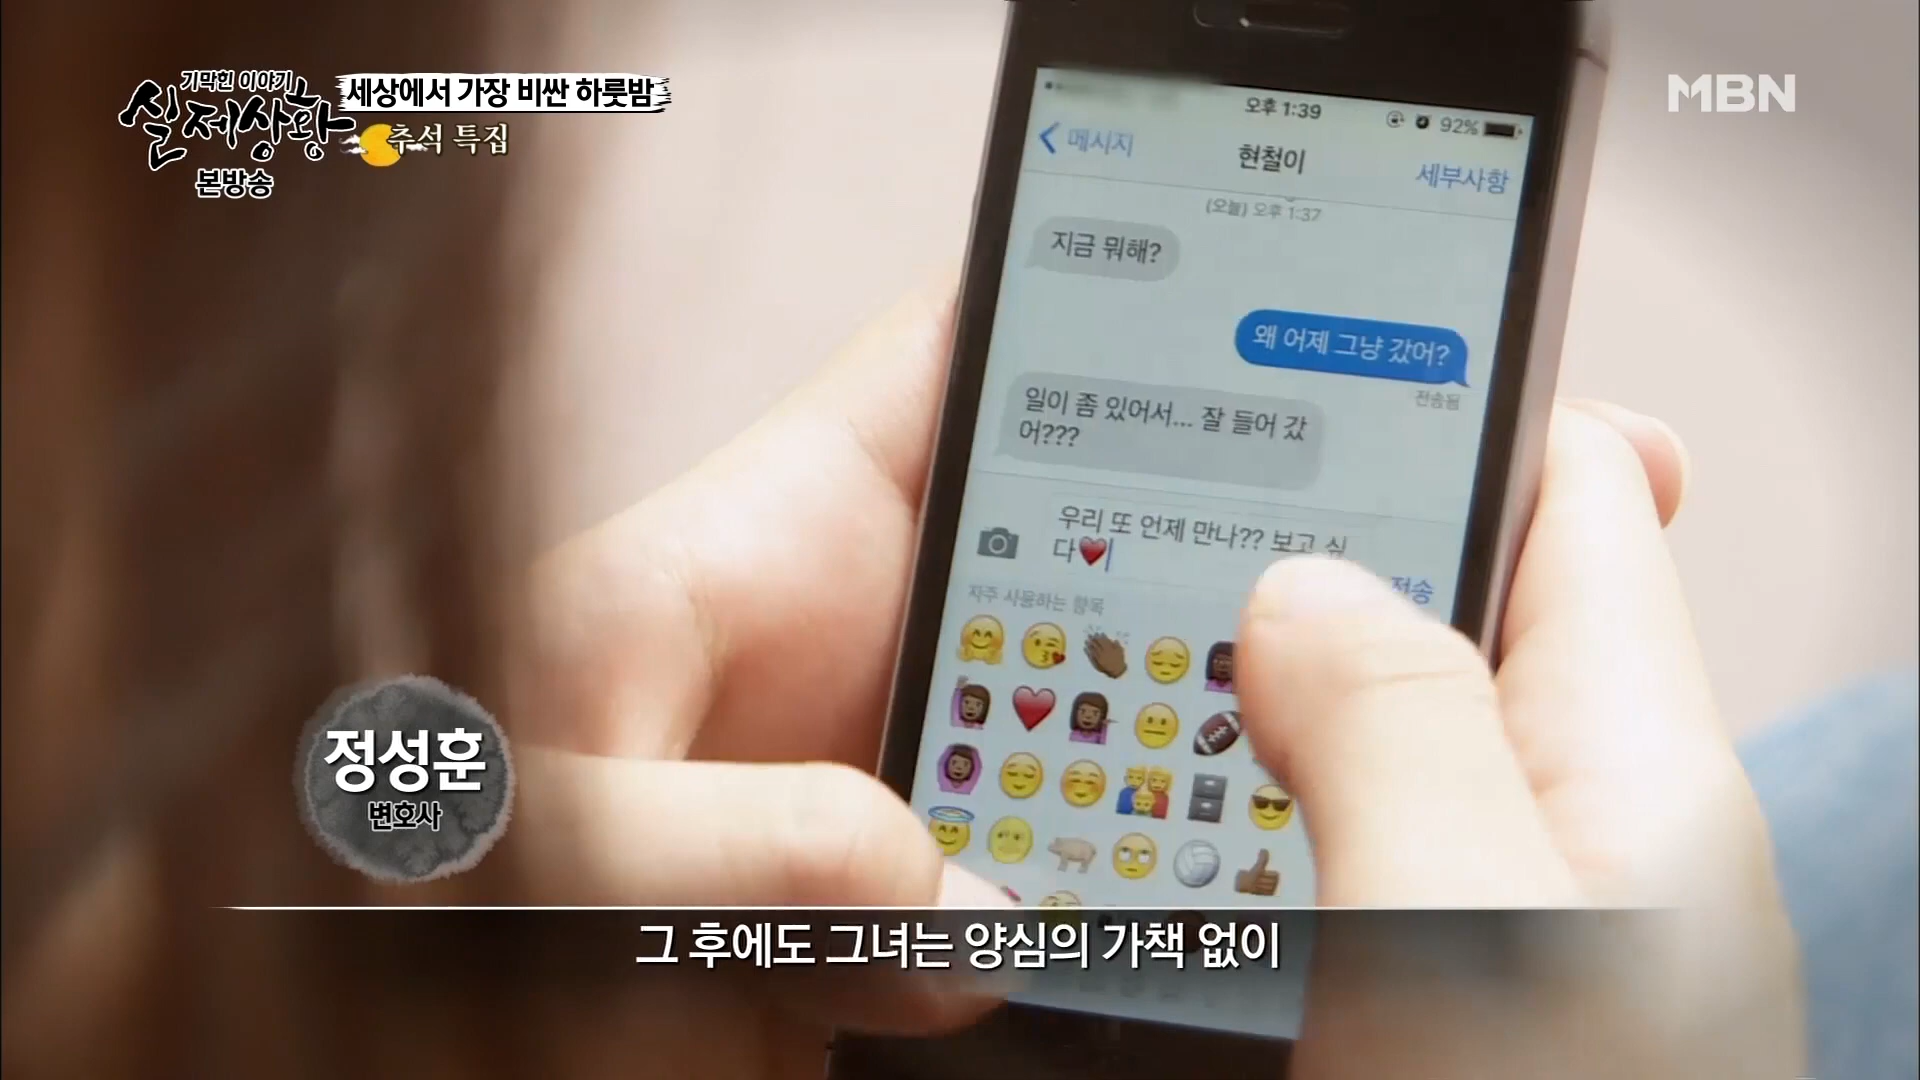 기막힌 이야기
실제상황
본방송
세상에서 가장 비싼 하룻밤
추석 특집
MBN
오후 1:39
92%
메시지
현철이
세부사항
(오늘) 오후 1:37
지금 뭐해?
왜 어제 그냥 갔어?
전송됨
일이 좀 있어서... 잘 들어 갔
어???
우리 또 언제 만나?? 보고 싶
다❤️
전송
자주 사용하는 항목
정성훈
변호사
그 후에도 그녀는 양심의 가책 없이